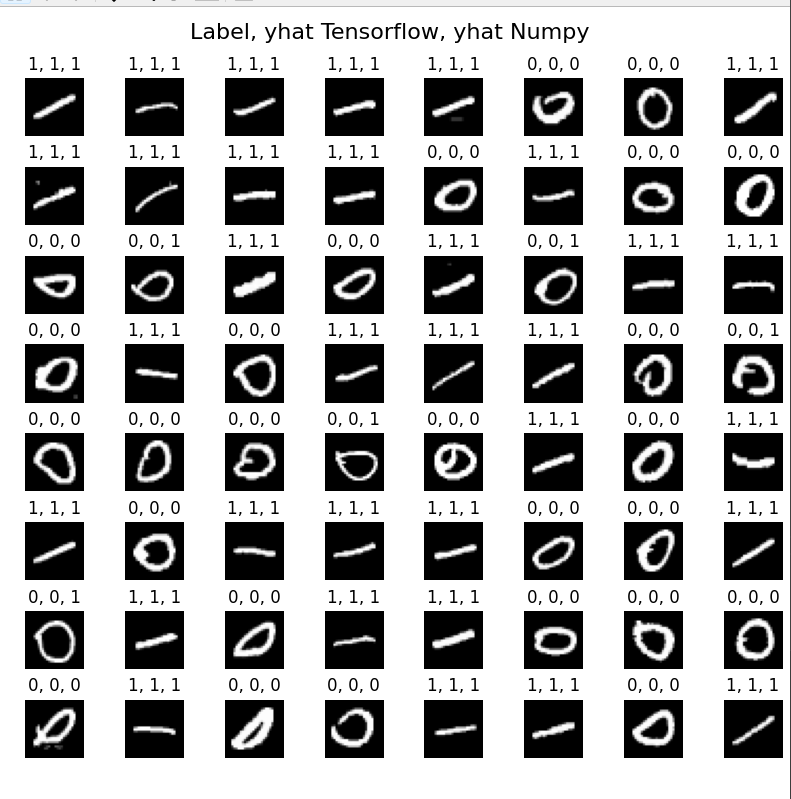 Label, yhat Tensorflow, yhat Numpy
1, 1, 1 1, 1, 1 1, 1, 1 1, 1, 1 1, 1, 1 0, 0, 0 0, 0, 0 1, 1, 1
1, 1, 1 1, 1, 1 1, 1, 1 1, 1, 1 0, 0, 0 1, 1, 1 0, 0, 0 0, 0, 0
0, 0, 0 0, 0, 1 1, 1, 1 0, 0, 0 1, 1, 1 0, 0, 1 1, 1, 1 1, 1, 1
0, 0, 0 1, 1, 1 0, 0, 0 1, 1, 1 1, 1, 1 1, 1, 1 0, 0, 0 0, 0, 1
0, 0, 0 0, 0, 0 0, 0, 0 0, 0, 1 0, 0, 0 1, 1, 1 0, 0, 0 1, 1, 1
1, 1, 1 0, 0, 0 1, 1, 1 1, 1, 1 1, 1, 1 0, 0, 0 0, 0, 0 1, 1, 1
0, 0, 1 1, 1, 1 0, 0, 0 1, 1, 1 1, 1, 1 0, 0, 0 0, 0, 0 0, 0, 0
0, 0, 0 1, 1, 1 0, 0, 0 0, 0, 0 1, 1, 1 1, 1, 1 0, 0, 0 1, 1, 1